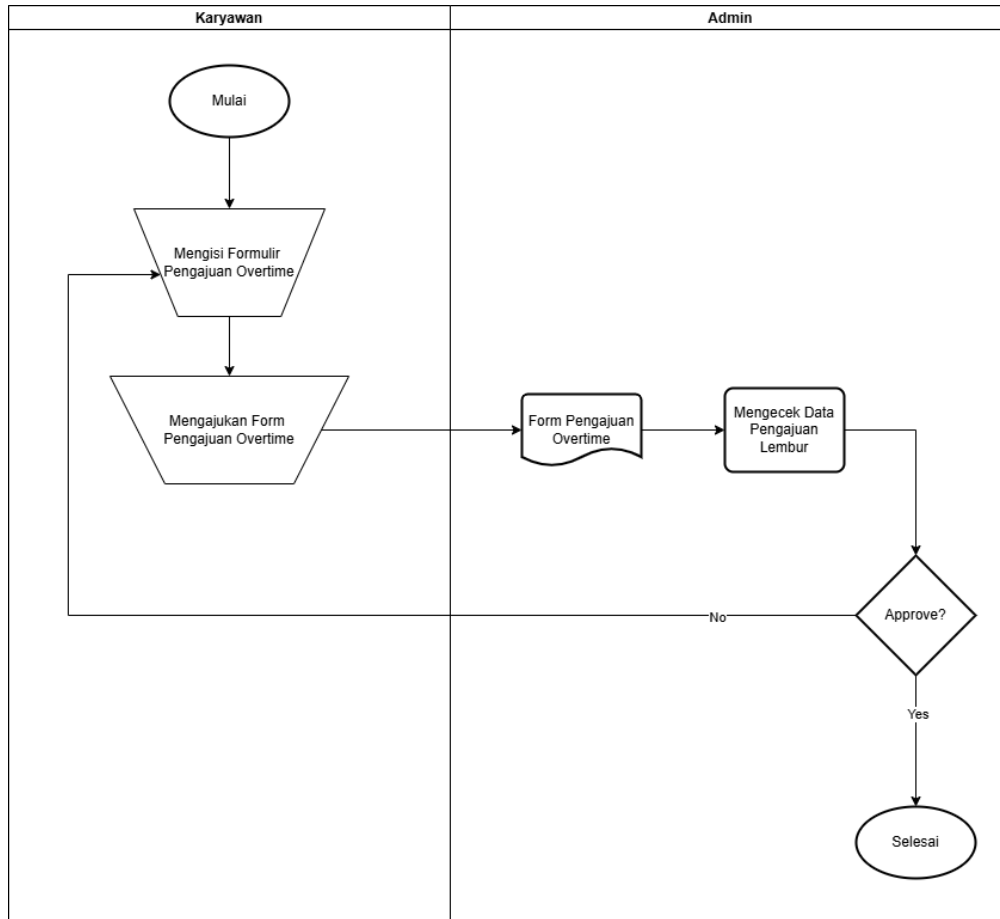 Karyawan
Admin
Mulai
Mengisi Formulir
Pengajuan Overtime
Mengajukan Form
Pengajuan Overtime
Form Pengajuan
Overtime
Mengecek Data
Pengajuan
Lembur
Approve?
No
Yes
Selesai